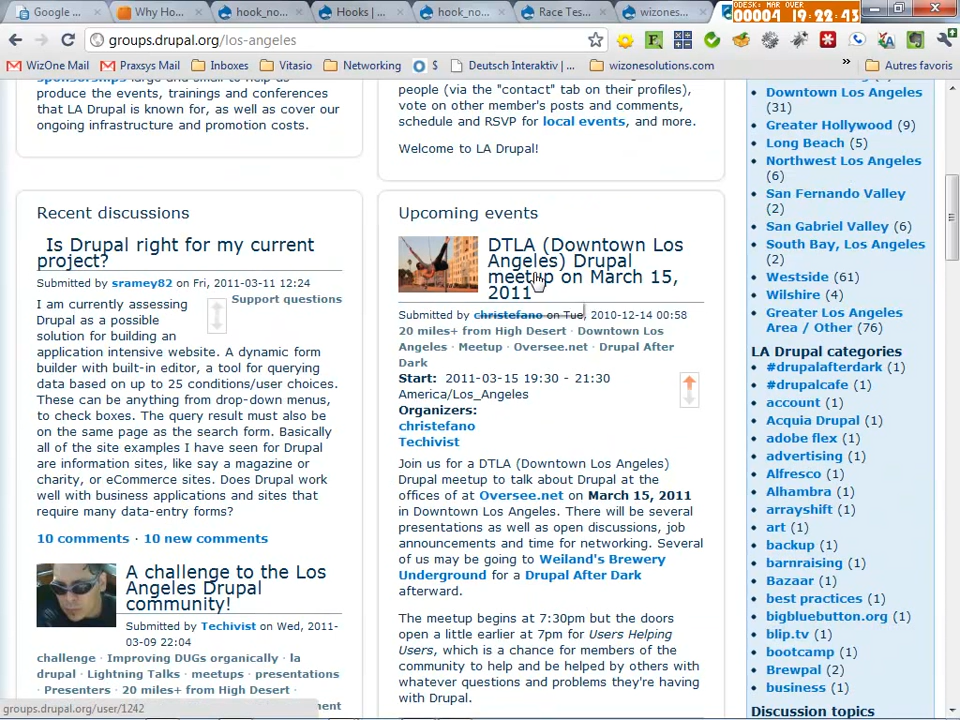 Google
Why Ho...
hook_no...
Hooks | ...
hook_no...
Race Tes...
wizones...
ODESK: MAR OVER
00004 19:22:43
groups.drupal.org/los-angeles
WizOne Mail
Praxsys Mail
Inboxes
Vitasio
Networking
$
Deutsch Interaktiv | ...
wizonesolutions.com
»
Autres favoris
produce the events, trainings and conferences
that LA Drupal is known for, as well as cover our
ongoing infrastructure and promotion costs.
people (via the "contact" tab on their profiles),
vote on other member's posts and comments,
schedule and RSVP for local events, and more.
Welcome to LA Drupal!
Recent discussions
Is Drupal right for my current
project?
Submitted by sramey82 on Fri, 2011-03-11 12:24
Support questions
I am currently assessing
Drupal as a possible
solution for building an
application intensive website. A dynamic form
builder with built-in editor, a tool for querying
data based on up to 25 conditions/user choices.
These can be anything from drop-down menus,
to check boxes. The query result must also be
on the same page as the search form. Basically
all of the site examples I have seen for Drupal
are information sites, like say a magazine or
charity, or eCommerce sites. Does Drupal work
well with business applications and sites that
require many data-entry forms?
10 comments · 10 new comments
A challenge to the Los
Angeles Drupal
community!
Submitted by Techivist on Wed, 2011-
03-09 22:04
challenge · Improving DUGs organically · la
drupal · Lightning Talks · meetups · presentations
· Presenters · 20 miles+ from High Desert ·
Upcoming events
DTLA (Downtown Los
Angeles) Drupal
meetup on March 15,
2011
Submitted by christefano on Tue, 2010-12-14 00:58
20 miles+ from High Desert · Downtown Los
Angeles · Meetup · Oversee.net · Drupal After
Dark
Start: 2011-03-15 19:30 - 21:30
America/Los_Angeles
Organizers:
christefano
Techivist
Join us for a DTLA (Downtown Los Angeles)
Drupal meetup to talk about Drupal at the
offices of at Oversee.net on March 15, 2011
in Downtown Los Angeles. There will be several
presentations as well as open discussions, job
announcements and time for networking. Several
of us may be going to Weiland's Brewery
Underground for a Drupal After Dark
afterward.
The meetup begins at 7:30pm but the doors
open a little earlier at 7pm for Users Helping
Users, which is a chance for members of the
community to help and be helped by others with
whatever questions and problems they're having
with Drupal.
Downtown Los Angeles
(31)
Greater Hollywood (9)
Long Beach (5)
Northwest Los Angeles
(6)
San Fernando Valley
(2)
San Gabriel Valley (6)
South Bay, Los Angeles
(2)
Westside (61)
Wilshire (4)
Greater Los Angeles
Area / Other (76)
LA Drupal categories
#drupalafterdark (1)
#drupalcafe (1)
account (1)
Acquia Drupal (1)
adobe flex (1)
advertising (1)
Alfresco (1)
Alhambra (1)
arrayshift (1)
art (1)
backup (1)
barnraising (1)
Bazaar (1)
best practices (1)
bigbluebutton.org (1)
blip.tv (1)
bootcamp (1)
Brewpal (2)
business (1)
Discussion topics
groups.drupal.org/user/1242